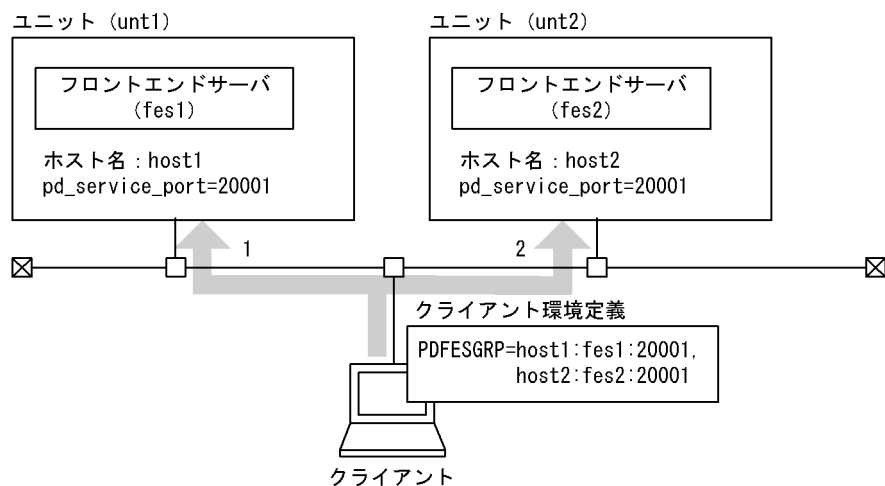 ユニット（unt1）
ユニット（unt2）
フロントエンドサーバ
（fes1）
フロントエンドサーバ
（fes2）
ホスト名：host1
pd_service_port=20001
ホスト名：host2
pd_service_port=20001
1
2
クライアント環境定義
PDFESGRP=host1:fes1:20001,
host2:fes2:20001
クライアント